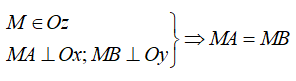 M ∈ Oz
MA ⊥ Ox; MB ⊥ Oy } ⇒ MA = MB